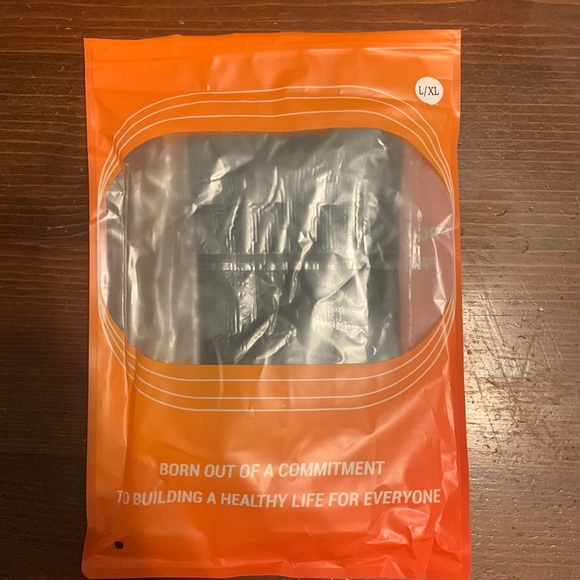 L/XL
BORN OUT OF A COMMITMENT
TO BUILDING A HEALTHY LIFE FOR EVERYONE